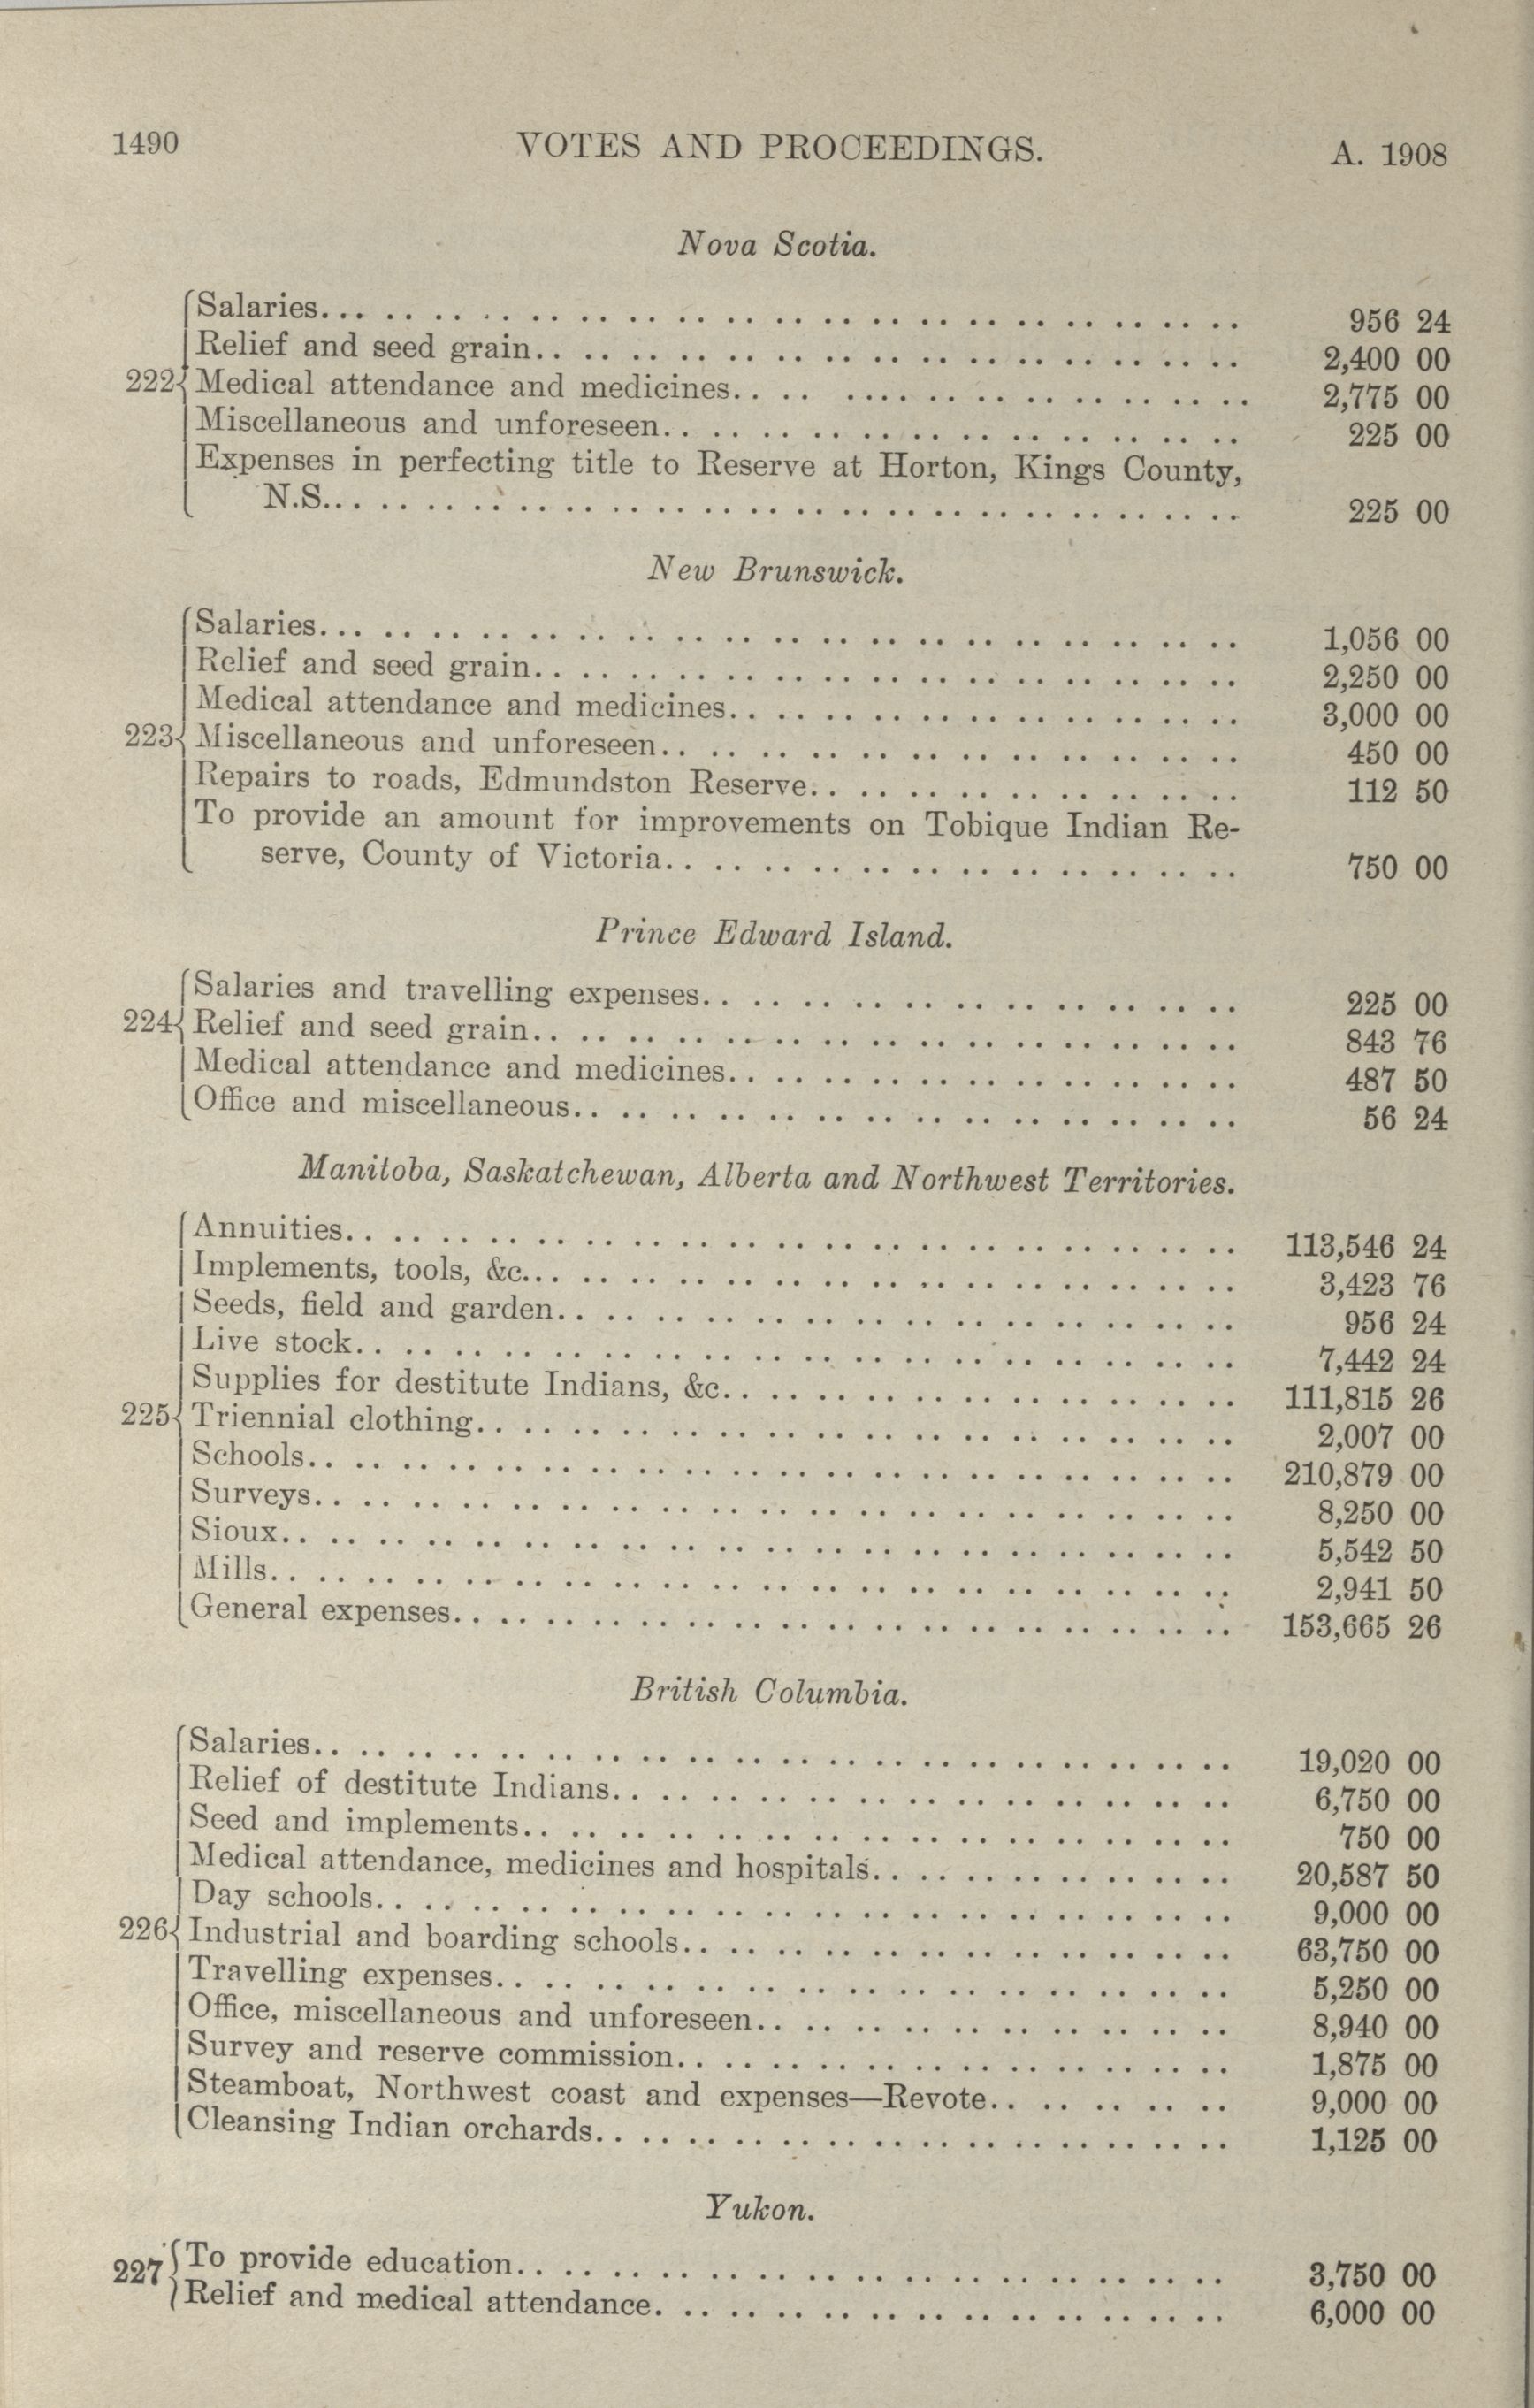 1490 VOTES AND PROCEEDINGS. A. 1908
Nova Scotia.
Salaries.. 956 24
Relief and seed grain.. 2,400 00
222 Medical attendance and medicines.. 2,775 00
Miscellaneous and unforeseen.. 225 00
Expenses in perfecting title to Reserve at Horton, Kings County,
N.S.. 225 00
New Brunswick.
Salaries.. 1,056 00
Relief and seed grain.. 2,250 00
Medical attendance and medicines.. 3,000 00
223 Miscellaneous and unforeseen.. 450 00
Repairs to roads, Edmundston Reserve.. 112 50
To provide an amount for improvements on Tobique Indian Re-
serve, County of Victoria.. 750 00
Prince Edward Island.
Salaries and travelling expenses.. 225 00
224 Relief and seed grain.. 843 76
Medical attendance and medicines.. 487 50
Office and miscellaneous.. 56 24
Manitoba, Saskatchewan, Alberta and Northwest Territories.
Annuities.. 113,546 24
Implements, tools, &c.. 3,423 76
Seeds, field and garden.. 956 24
Live stock.. 7,442 24
Supplies for destitute Indians, &c.. 111,815 26
225 Triennial clothing.. 2,007 00
Schools.. 210,879 00
Surveys.. 8,250 00
Sioux.. 5,542 50
Mills.. 2,941 50
General expenses.. 153,665 26
British Columbia.
Salaries.. 19,020 00
Relief of destitute Indians.. 6,750 00
Seed and implements.. 750 00
Medical attendance, medicines and hospitals.. 20,587 50
Day schools.. 9,000 00
226 Industrial and boarding schools.. 63,750 00
Travelling expenses.. 5,250 00
Office, miscellaneous and unforeseen.. 8,940 00
Survey and reserve commission.. 1,875 00
Steamboat, Northwest coast and expenses—Revote.. 9,000 00
Cleansing Indian orchards.. 1,125 00
Yukon.
227 To provide education.. 3,750 00
Relief and medical attendance. 6,000 00